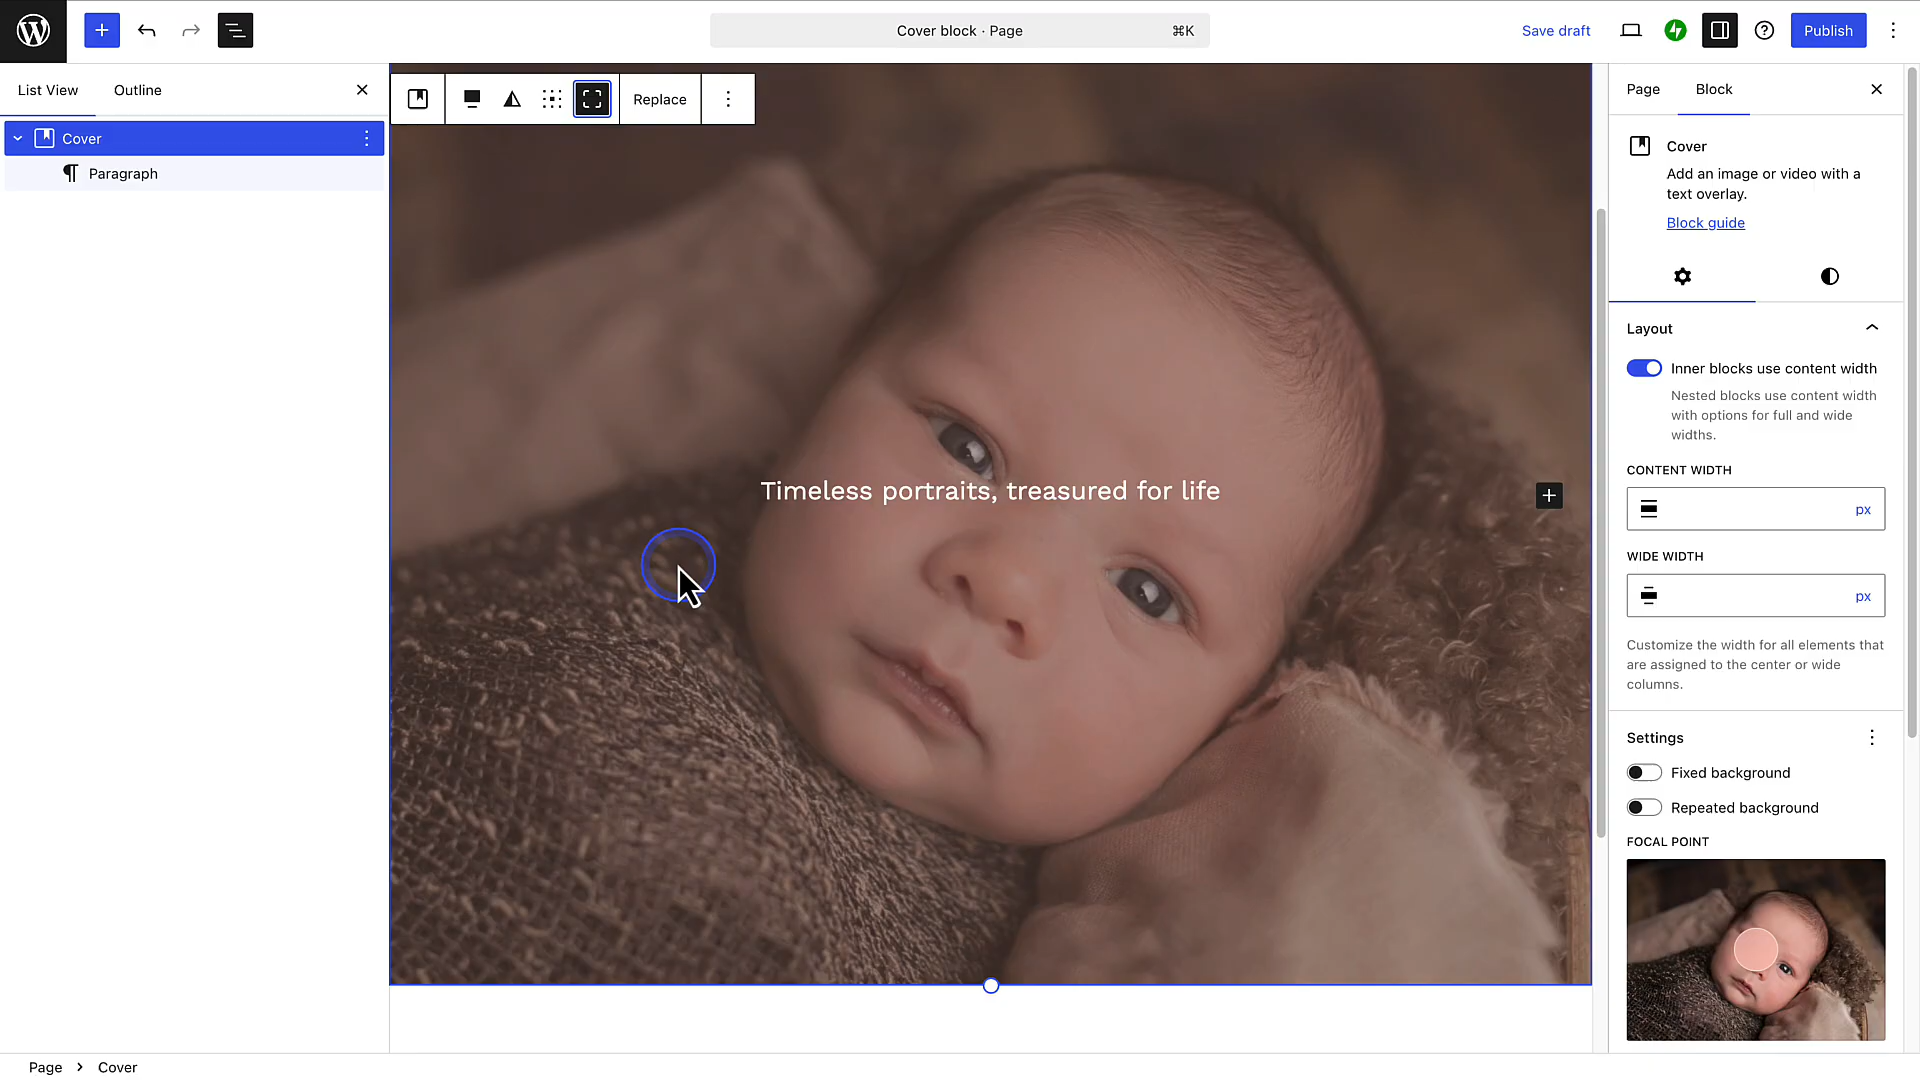 Cover block · Page
⌘K
Save draft
Publish
List View
Outline
Cover
Paragraph
Replace
Timeless portraits, treasured for life
Page
Block
Cover
Add an image or video with a
text overlay.
Block guide
Layout
Inner blocks use content width
Nested blocks use content width
with options for full and wide
widths.
CONTENT WIDTH
px
WIDE WIDTH
px
Customize the width for all elements that
are assigned to the center or wide
columns.
Settings
Fixed background
Repeated background
FOCAL POINT
Page
Cover